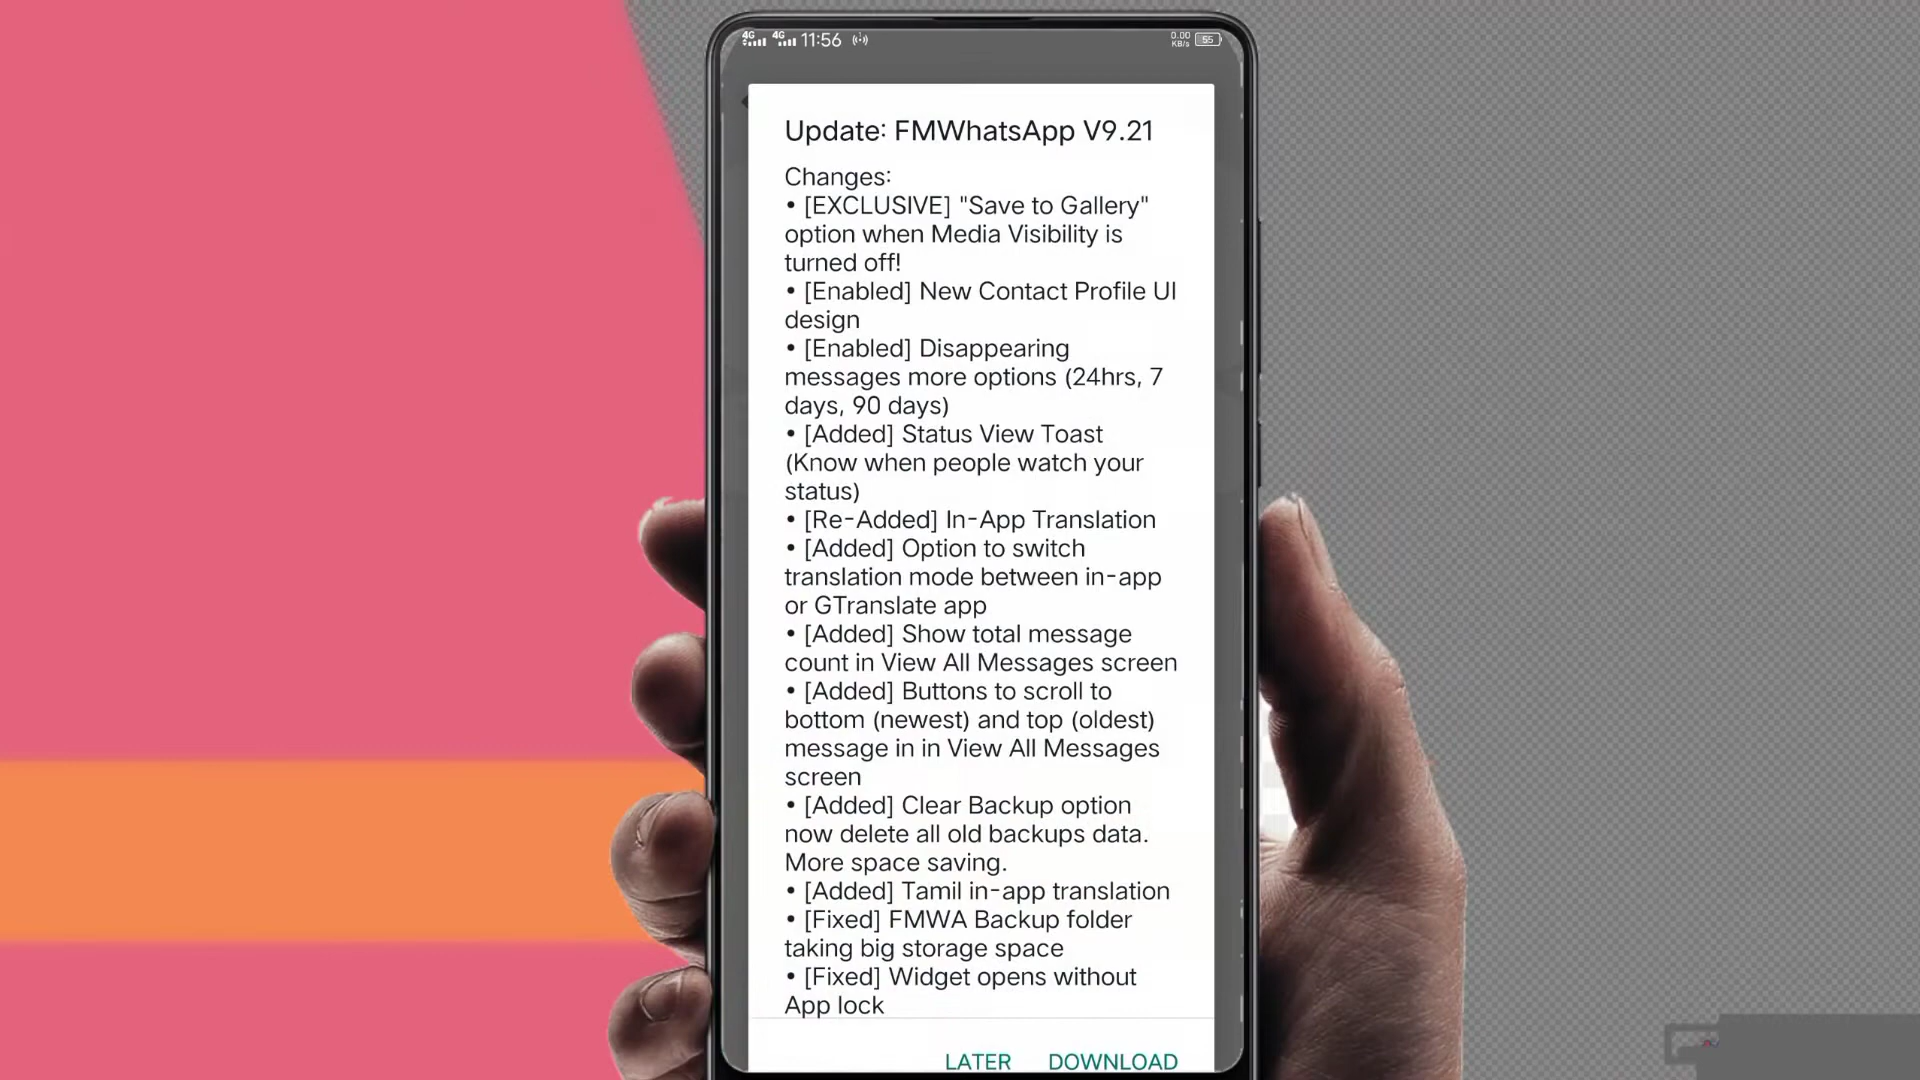 4G 4G 11:56 0.00 KB/s 55
Update: FMWhatsApp V9.21
Changes:
• [EXCLUSIVE] "Save to Gallery"
option when Media Visibility is
turned off!
• [Enabled] New Contact Profile UI
design
• [Enabled] Disappearing
messages more options (24hrs, 7
days, 90 days)
• [Added] Status View Toast
(Know when people watch your
status)
• [Re-Added] In-App Translation
• [Added] Option to switch
translation mode between in-app
or GTranslate app
• [Added] Show total message
count in View All Messages screen
• [Added] Buttons to scroll to
bottom (newest) and top (oldest)
message in in View All Messages
screen
• [Added] Clear Backup option
now delete all old backups data.
More space saving.
• [Added] Tamil in-app translation
• [Fixed] FMWA Backup folder
taking big storage space
• [Fixed] Widget opens without
App lock
LATER DOWNLOAD